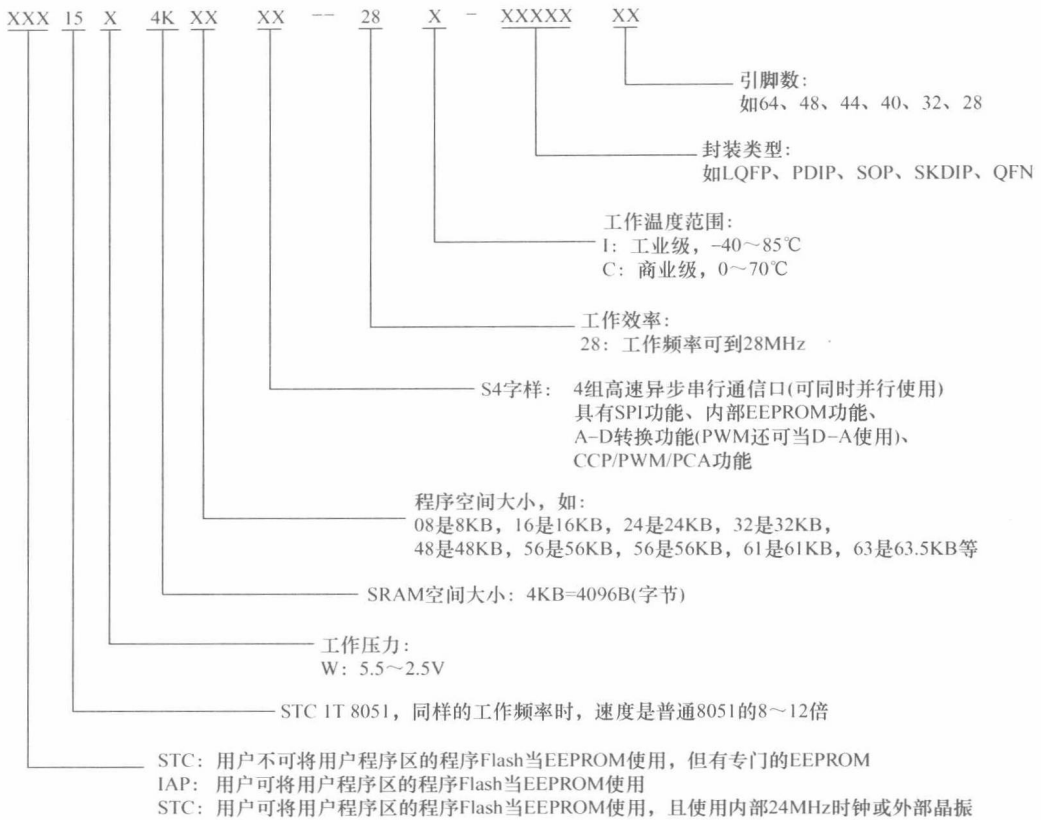 XXX 15 X 4K XX XX -- 28 X - XXXXX XX
引脚数：
如64、48、44、40、32、28
封装类型：
如LQFP、PDIP、SOP、SKDIP、QFN
工作温度范围：
I：工业级，-40～85℃
C：商业级，0～70℃
工作效率：
28：工作频率可到28MHz
S4字样：4组高速异步串行通信口(可同时并行使用)
具有SPI功能、内部EEPROM功能、
A-D转换功能(PWM还可当D-A使用)、
CCP/PWM/PCA功能
程序空间大小，如：
08是8KB，16是16KB，24是24KB，32是32KB，
48是48KB，56是56KB，56是56KB，61是61KB，63是63.5KB等
SRAM空间大小：4KB=4096B(字节)
工作压力：
W：5.5～2.5V
STC 1T 8051，同样的工作频率时，速度是普通8051的8～12倍
STC：用户不可将用户程序区的程序Flash当EEPROM使用，但有专门的EEPROM
IAP：用户可将用户程序区的程序Flash当EEPROM使用
STC：用户可将用户程序区的程序Flash当EEPROM使用，且使用内部24MHz时钟或外部晶振